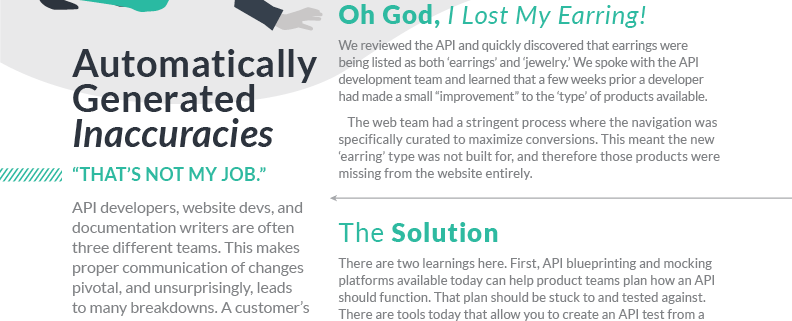 Automatically
Generated
Inaccuracies
“THAT’S NOT MY JOB.”
API developers, website devs, and
documentation writers are often
three different teams. This makes
proper communication of changes
pivotal, and unsurprisingly, leads
to many breakdowns. A customer’s
Oh God, I Lost My Earring!
We reviewed the API and quickly discovered that earrings were
being listed as both ‘earrings’ and ‘jewelry.’ We spoke with the API
development team and learned that a few weeks prior a developer
had made a small “improvement” to the ‘type’ of products available.
The web team had a stringent process where the navigation was
specifically curated to maximize conversions. This meant the new
‘earring’ type was not built for, and therefore those products were
missing from the website entirely.
The Solution
There are two learnings here. First, API blueprinting and mocking
platforms available today can help product teams plan how an API
should function. That plan should be stuck to and tested against.
There are tools today that allow you to create an API test from a